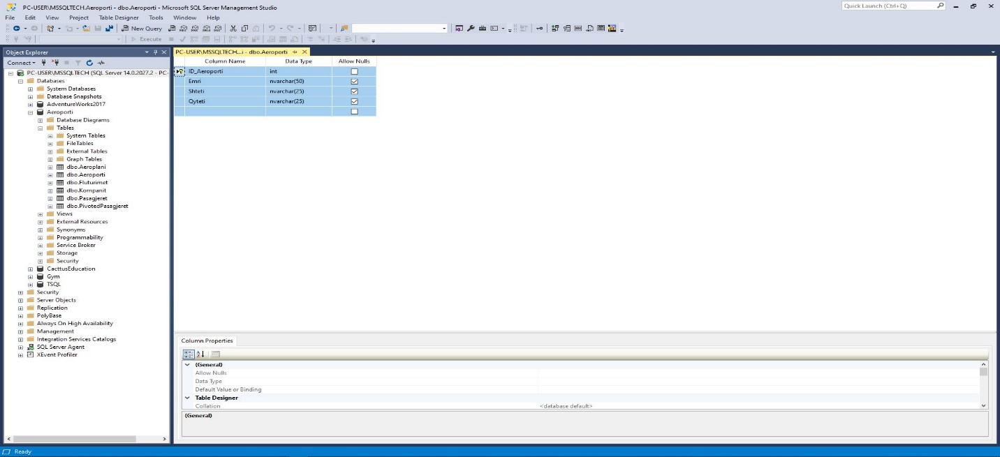 PC-USER\MSSQLTECH.Aeroporti - dbo.Aeroporti - Microsoft SQL Server Management Studio
Quick Launch (Ctrl+Q)
File Edit View Project Table Designer Tools Window Help
New Query
Execute
Object Explorer
Connect
PC-USER\MSSQLTECH (SQL Server 14.0.2027.2 - PC-
Databases
System Databases
Database Snapshots
AdventureWorks2017
Aeroporti
Database Diagrams
Tables
System Tables
FileTables
External Tables
Graph Tables
dbo.Aeroplani
dbo.Aeroporti
dbo.Fluturimet
dbo.Kompanit
dbo.Pasagjeret
dbo.PivotedPasagjeret
Views
External Resources
Synonyms
Programmability
Service Broker
Storage
Security
CacttusEducation
Gym
TSQL
Security
Server Objects
Replication
PolyBase
Always On High Availability
Management
Integration Services Catalogs
SQL Server Agent
XEvent Profiler
PC-USER\MSSQLTECH...i - dbo.Aeroporti
Column Name Data Type Allow Nulls
ID_Aeroporti int
Emri nvarchar(50)
Shteti nvarchar(25)
Qyteti nvarchar(25)
Column Properties
(General)
Allow Nulls
Data Type
Default Value or Binding
Table Designer
Collation <database default>
(General)
Ready